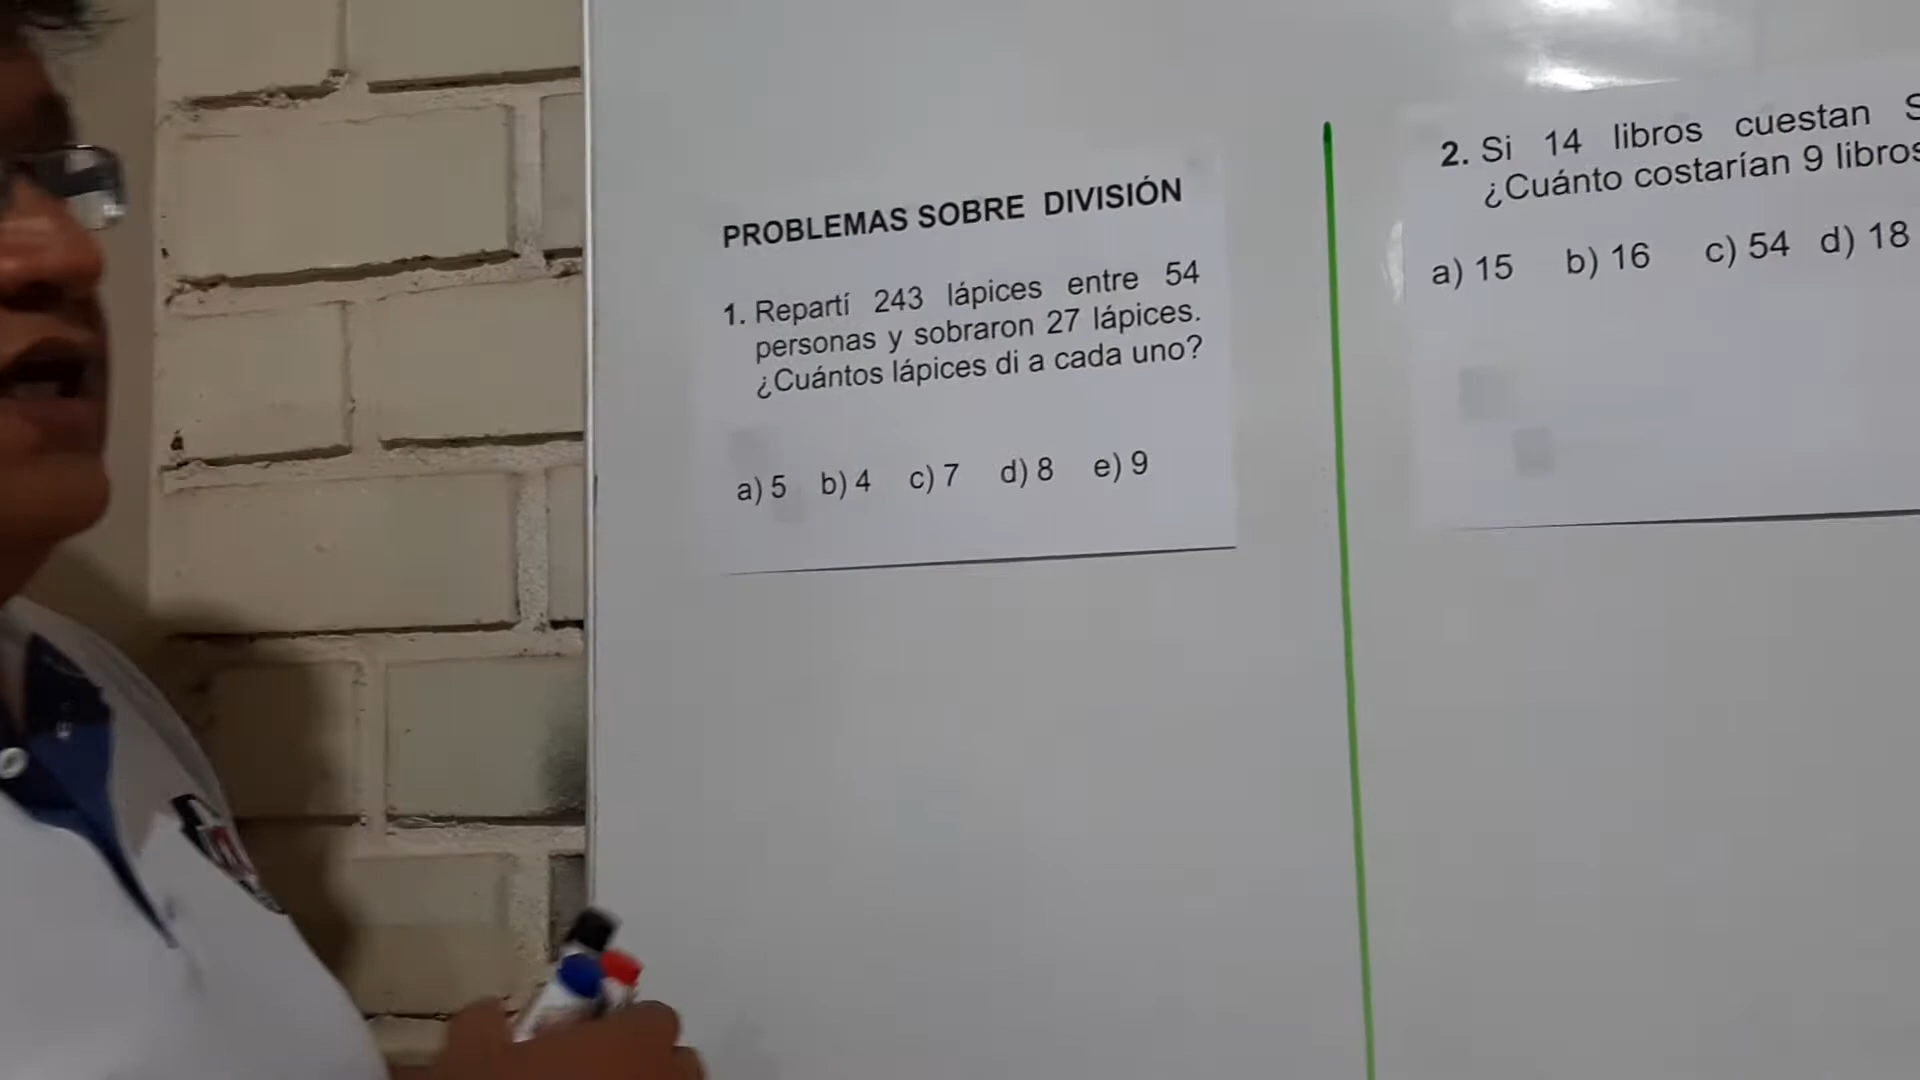 PROBLEMAS SOBRE DIVISIÓN
1. Repartí 243 lápices entre 54
personas y sobraron 27 lápices.
¿Cuántos lápices di a cada uno?
a) 5 b) 4 c) 7 d) 8 e) 9
2. Si 14 libros cuestan S
¿Cuánto costarían 9 libros
a) 15 b) 16 c) 54 d) 18